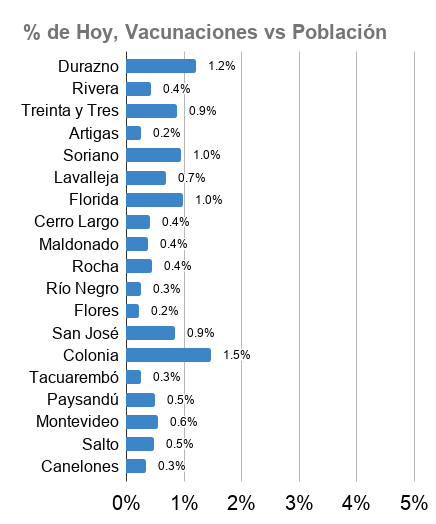 % de Hoy, Vacunaciones vs Población
Durazno 1.2%
Rivera 0.4%
Treinta y Tres 0.9%
Artigas 0.2%
Soriano 1.0%
Lavalleja 0.7%
Florida 1.0%
Cerro Largo 0.4%
Maldonado 0.4%
Rocha 0.4%
Río Negro 0.3%
Flores 0.2%
San José 0.9%
Colonia 1.5%
Tacuarembó 0.3%
Paysandú 0.5%
Montevideo 0.6%
Salto 0.5%
Canelones 0.3%
0% 1% 2% 3% 4% 5%